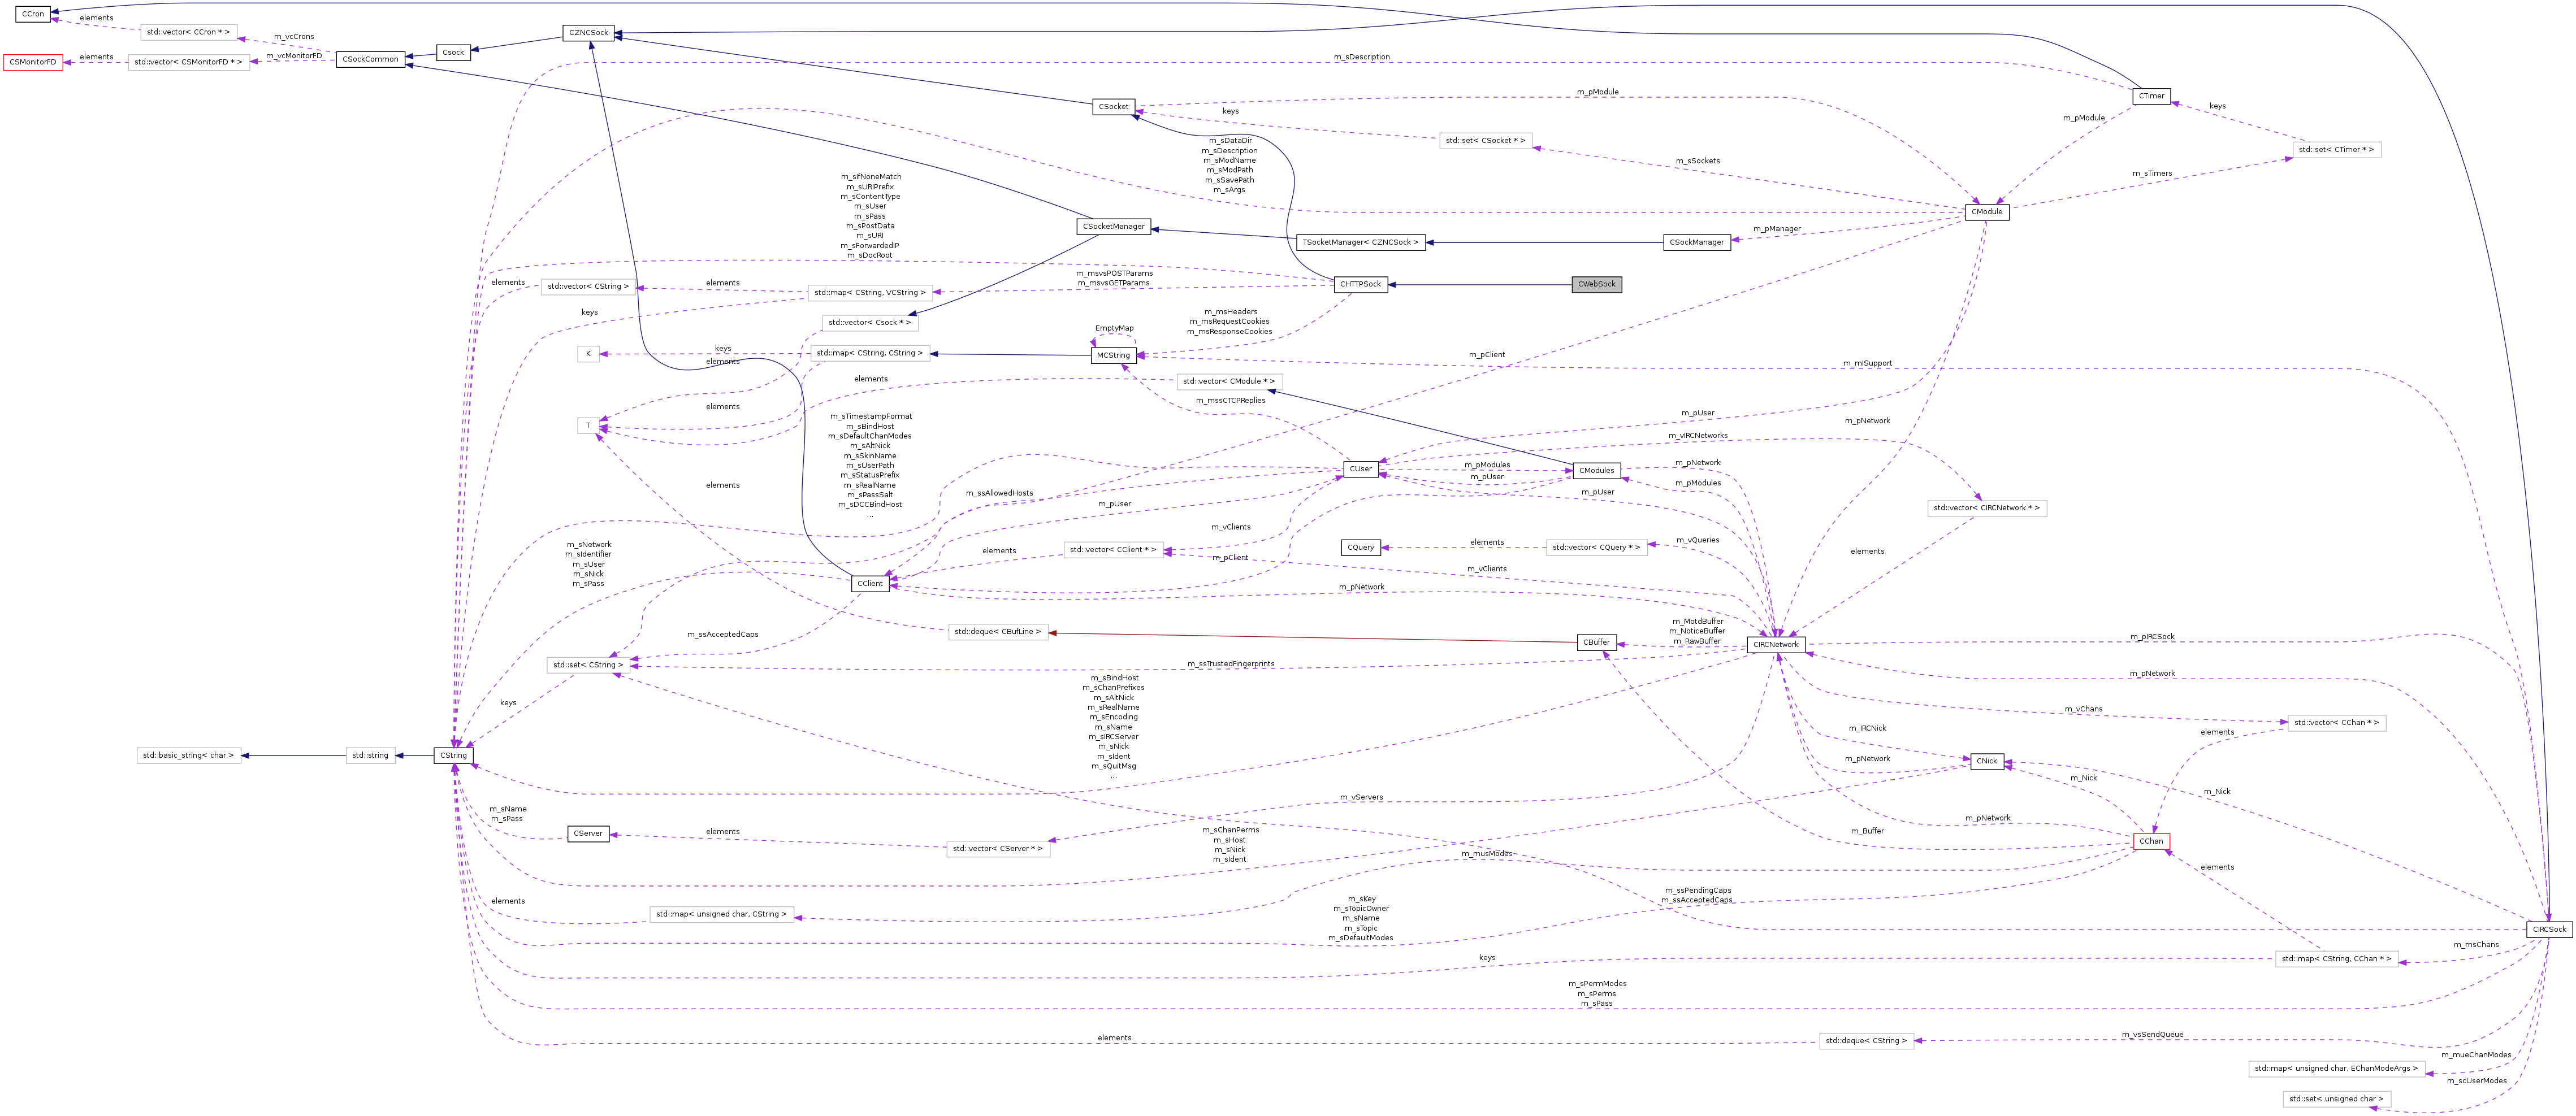 CCron
elements
std::vector< CCron * >
m_vcCrons
CSMonitorFD
elements
std::vector< CSMonitorFD * >
m_vcMonitorFD
CSockCommon
Csock
CZNCSock
m_sDescription
CSocket
m_pModule
keys
std::set< CSocket * >
m_sSockets
CTimer
m_pModule
keys
std::set< CTimer * >
m_sTimers
CModule
m_sDataDir
m_sDescription
m_sModName
m_sModPath
m_sSavePath
m_sArgs
m_sIfNoneMatch
m_sURIPrefix
m_sContentType
m_sUser
m_sPass
m_sPostData
m_sURI
m_sForwardedIP
m_sDocRoot
CSocketManager
TSocketManager< CZNCSock >
CSockManager
m_pManager
elements
std::vector< CString >
elements
std::map< CString, VCString >
m_msvsPOSTParams
m_msvsGETParams
CHTTPSock
CWebSock
keys
std::vector< Csock * >
m_msHeaders
m_msRequestCookies
m_msResponseCookies
EmptyMap
MCString
K
keys
std::map< CString, CString >
elements
m_pClient
m_mISupport
elements
std::vector< CModule * >
m_mssCTCPReplies
elements
T
m_sTimestampFormat
m_sBindHost
m_sDefaultChanModes
m_sAltNick
m_sSkinName
m_sUserPath
m_sStatusPrefix
m_sRealName
m_sPassSalt
m_sDCCBindHost
...
m_pUser
m_pNetwork
m_vIRCNetworks
CUser
m_pModules
m_pUser
CModules
m_pNetwork
m_pModules
elements
m_ssAllowedHosts
m_pUser
m_pUser
std::vector< CIRCNetwork * >
m_vClients
elements
std::vector< CClient * >
m_pClient
CQuery
elements
std::vector< CQuery * >
m_vQueries
elements
m_sNetwork
m_sIdentifier
m_sUser
m_sNick
m_sPass
CClient
m_vClients
m_pNetwork
m_ssAcceptedCaps
std::deque< CBufLine >
CBuffer
m_MotdBuffer
m_NoticeBuffer
m_RawBuffer
CIRCNetwork
m_pIRCSock
std::set< CString >
m_ssTrustedFingerprints
m_pNetwork
keys
m_sBindHost
m_sChanPrefixes
m_sAltNick
m_sRealName
m_sEncoding
m_sName
m_sIRCServer
m_sNick
m_sIdent
m_sQuitMsg
...
m_vChans
std::vector< CChan * >
m_IRCNick
elements
std::basic_string< char >
std::string
CString
m_pNetwork
CNick
m_Nick
m_Nick
m_vServers
m_sName
m_sPass
CServer
elements
std::vector< CServer * >
m_sChanPerms
m_sHost
m_sNick
m_sIdent
m_musModes
m_Buffer
m_pNetwork
CChan
elements
elements
std::map< unsigned char, CString >
m_sKey
m_sTopicOwner
m_sName
m_sTopic
m_sDefaultModes
m_ssPendingCaps
m_ssAcceptedCaps
CIRCSock
m_msChans
keys
std::map< CString, CChan * >
m_sPermModes
m_sPerms
m_sPass
elements
std::deque< CString >
m_vsSendQueue
m_mueChanModes
std::map< unsigned char, EChanModeArgs >
m_scUserModes
std::set< unsigned char >